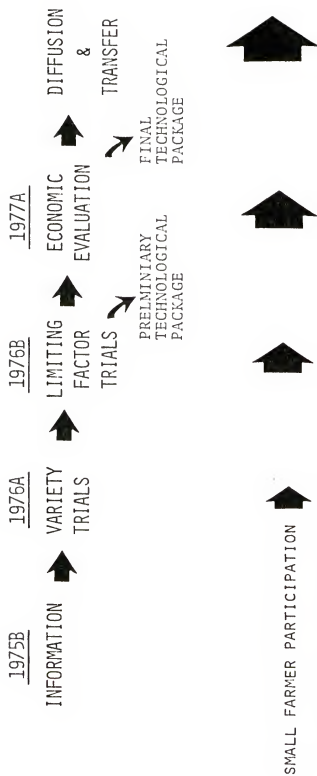 1975B
INFORMATION
1976A
VARIETY
TRIALS
1976B
LIMITING
FACTOR
TRIALS
PRELMINIARY
TECHNOLOGICAL
PACKAGE
1977A
ECONOMIC
EVALUATION
FINAL
TECHNOLOGICAL
PACKAGE
DIFFUSION
&
TRANSFER
SMALL FARMER PARTICIPATION